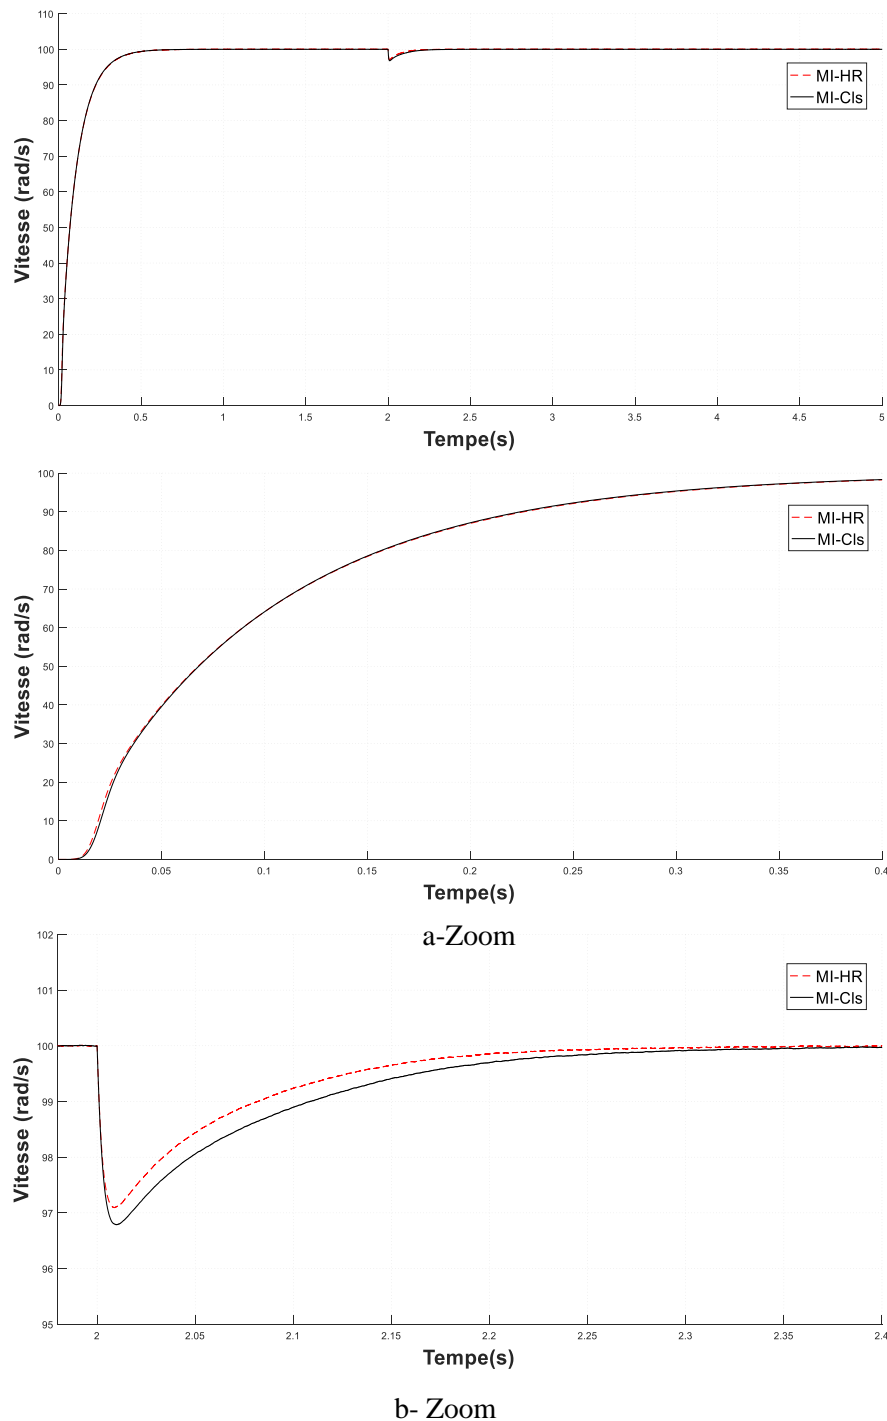 110
100
90
80
70
60
50
40
30
20
10
0
Vitesse (rad/s)
MI-HR
MI-Cls
0 0.5 1 1.5 2 2.5 3 3.5 4 4.5 5
Tempe(s)
100
90
80
70
60
50
40
30
20
10
0
Vitesse (rad/s)
MI-HR
MI-Cls
0 0.05 0.1 0.15 0.2 0.25 0.3 0.35 0.4
Tempe(s)
a-Zoom
102
101
100
99
98
97
96
95
Vitesse (rad/s)
MI-HR
MI-Cls
2 2.05 2.1 2.15 2.2 2.25 2.3 2.35 2.4
Tempe(s)
b- Zoom